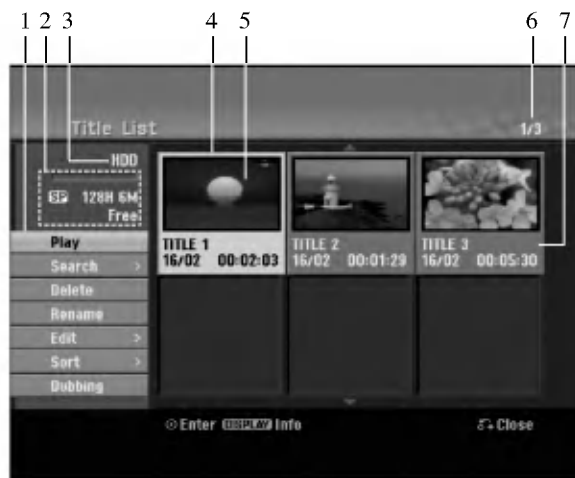 1 2 3 4 5 6 7
Title List
1/3
HDD
SP 128H 6M
Free
Play
Search >
Delete
Rename
Edit >
Sort >
Dubbing
TITLE 1
16/02 00:02:03
TITLE 2
16/02 00:01:29
TITLE 3
16/02 00:05:30
Enter DISPLAY Info
Close